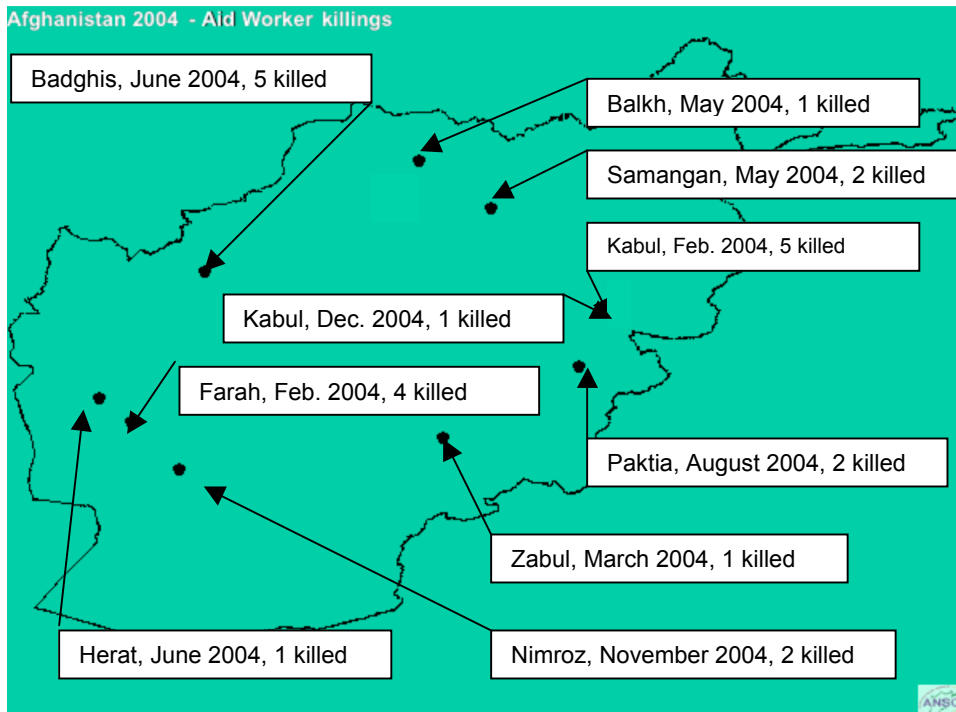 Afghanistan 2004 - Aid Worker killings
Badghis, June 2004, 5 killed
Balkh, May 2004, 1 killed
Samangan, May 2004, 2 killed
Kabul, Feb. 2004, 5 killed
Kabul, Dec. 2004, 1 killed
Farah, Feb. 2004, 4 killed
Paktia, August 2004, 2 killed
Zabul, March 2004, 1 killed
Herat, June 2004, 1 killed
Nimroz, November 2004, 2 killed